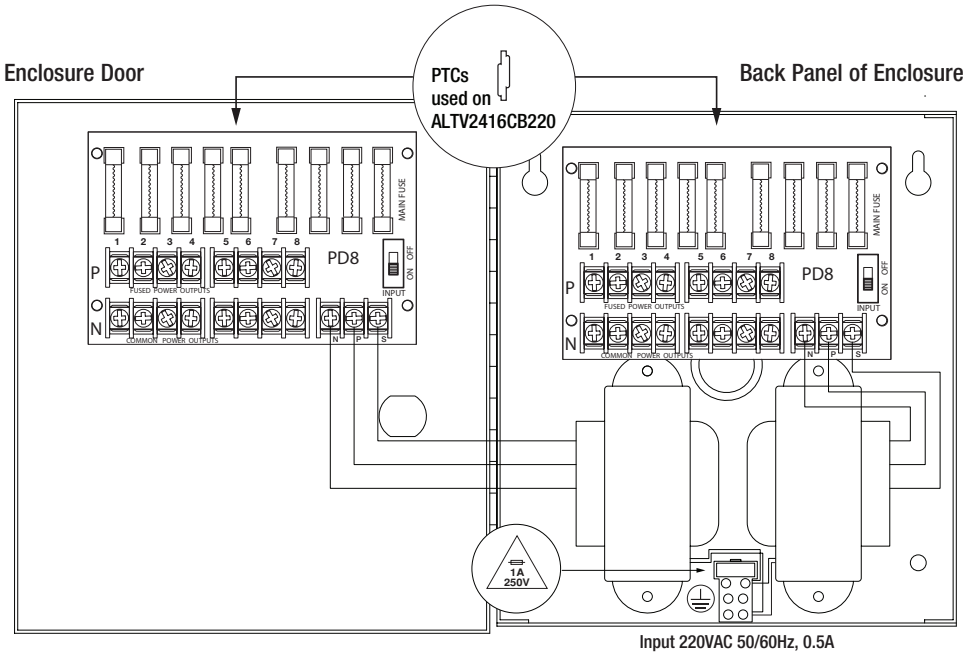 Enclosure Door
PTCs
used on
ALTV2416CB220
Back Panel of Enclosure
MAIN FUSE
1 2 3 4 5 6 7 8
P
PD8
ON OFF
INPUT
FUSED POWER OUTPUTS
N
N P S
COMMON POWER OUTPUTS
MAIN FUSE
1 2 3 4 5 6 7 8
P
PD8
ON OFF
INPUT
FUSED POWER OUTPUTS
N
N P S
COMMON POWER OUTPUTS
1A
250V
Input 220VAC 50/60Hz, 0.5A